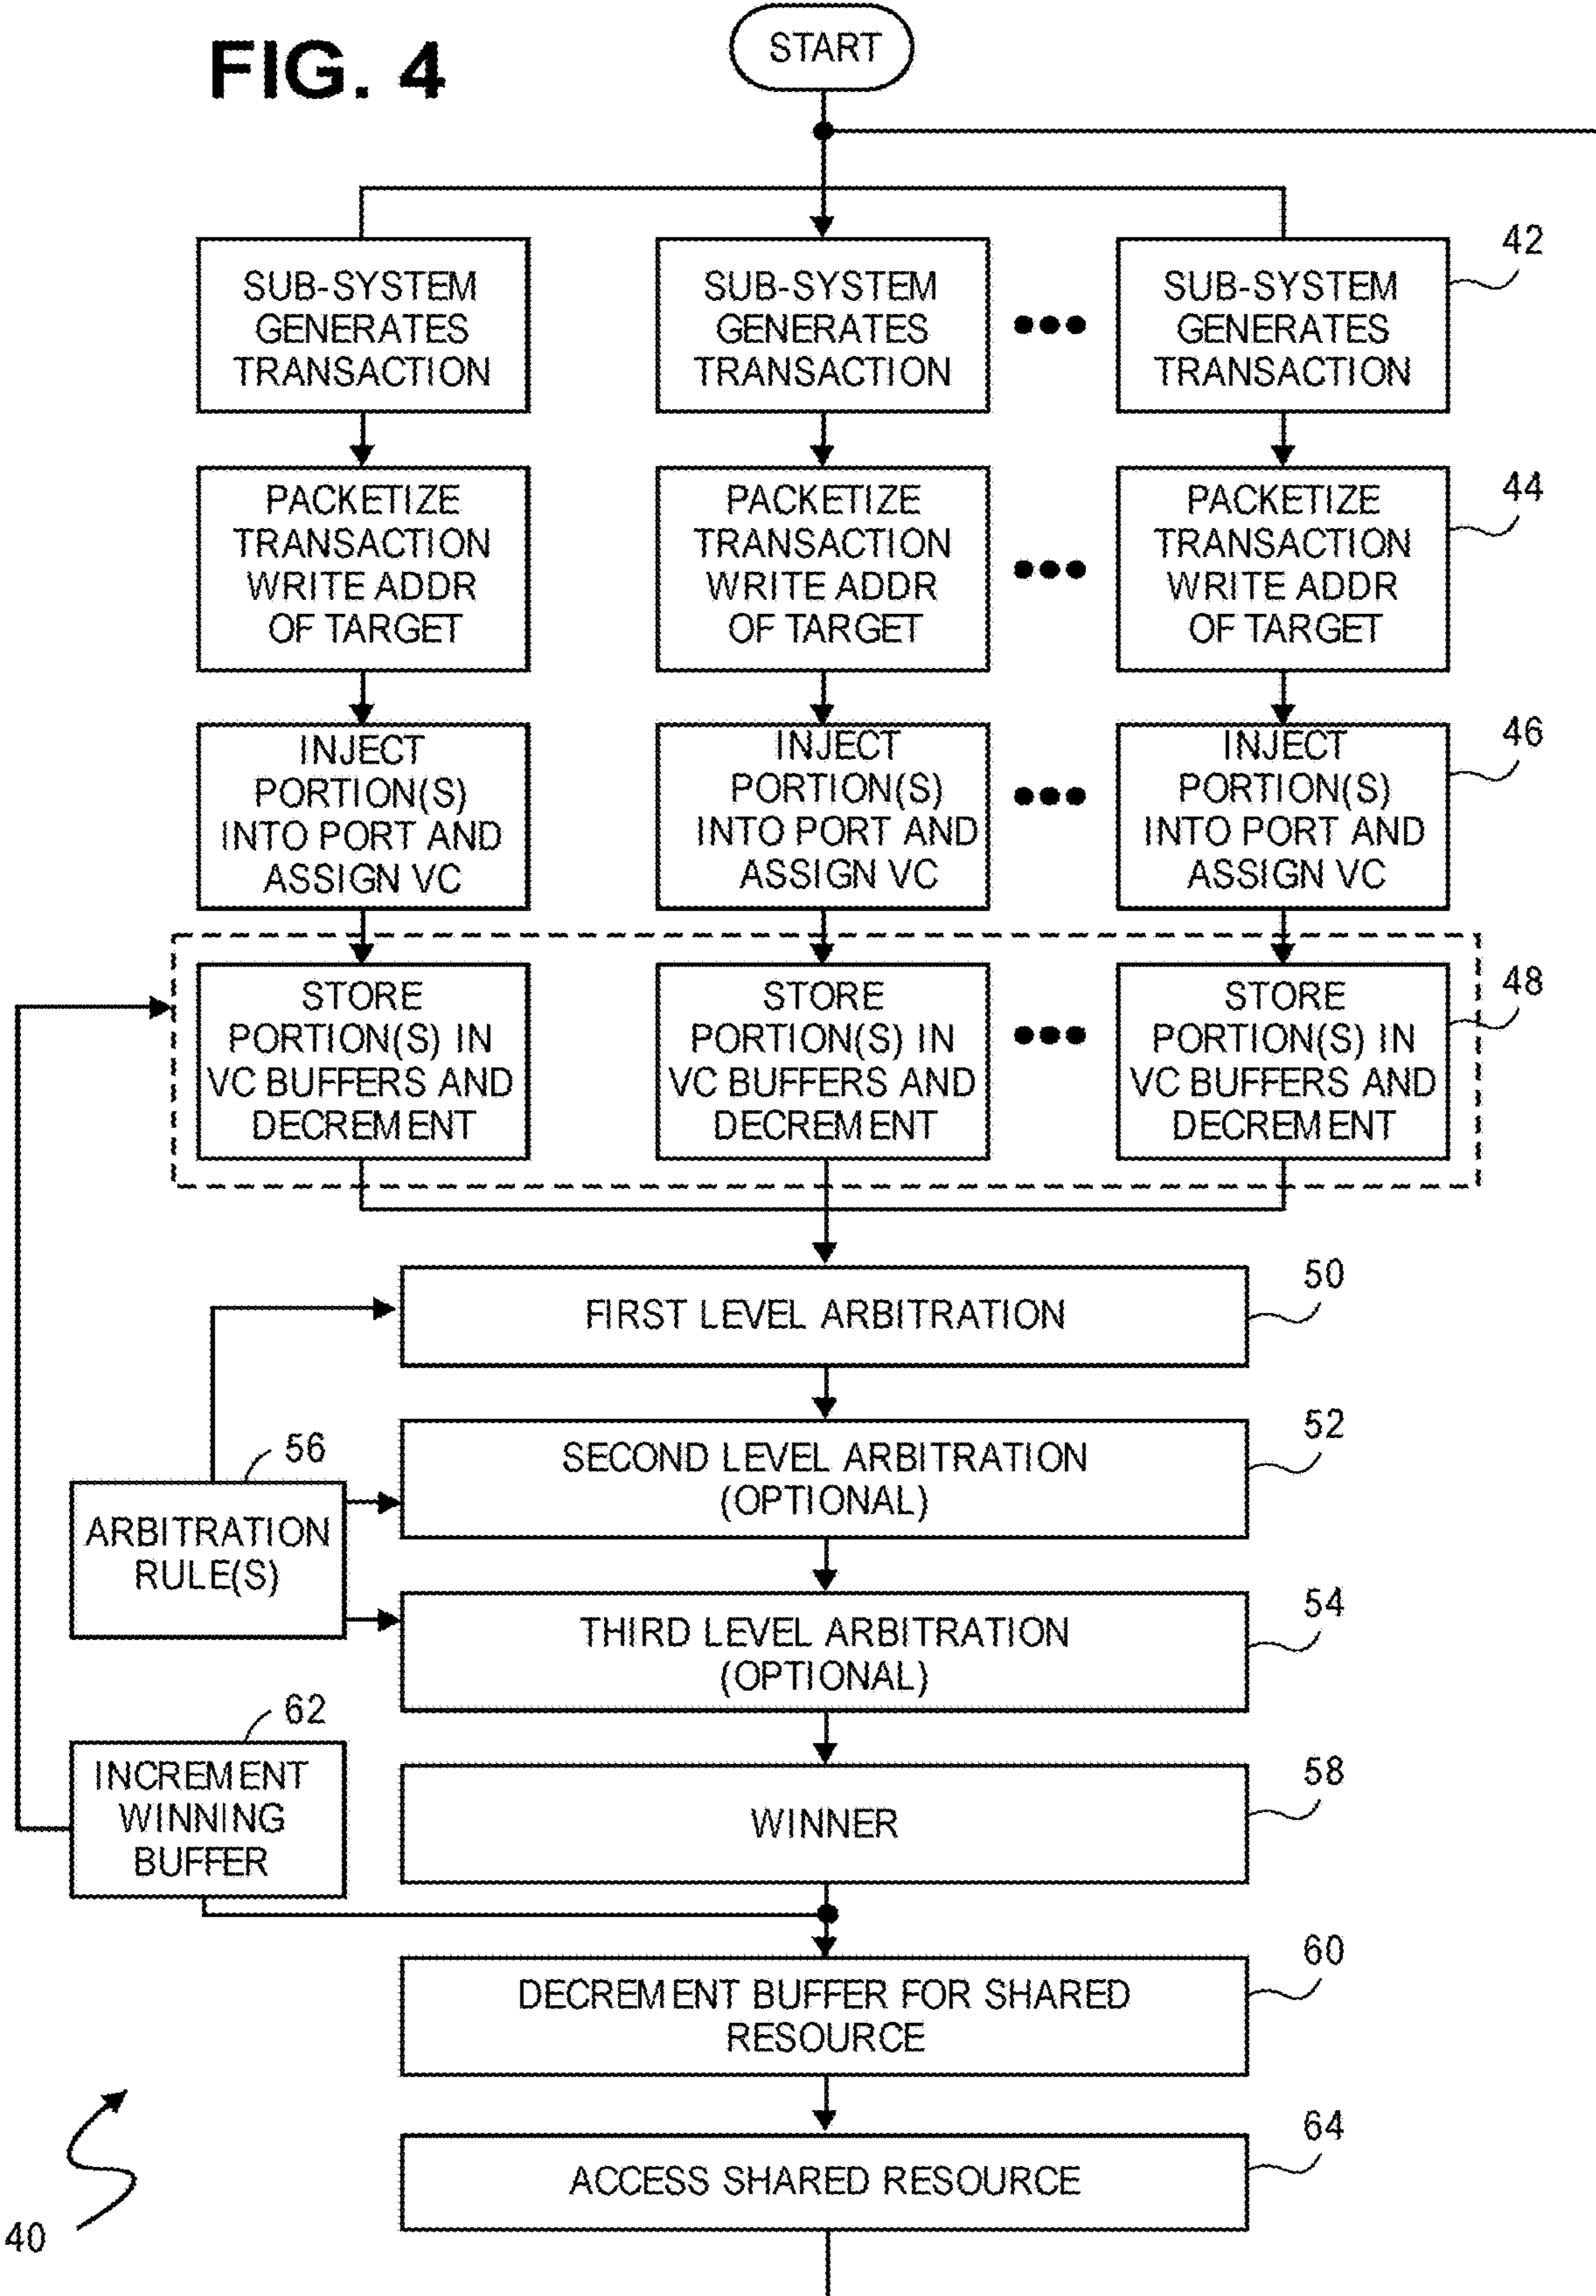 FIG. 4
START
SUB-SYSTEM
GENERATES
TRANSACTION
SUB-SYSTEM
GENERATES
TRANSACTION
SUB-SYSTEM
GENERATES
TRANSACTION
42
PACKETIZE
TRANSACTION
WRITE ADDR
OF TARGET
PACKETIZE
TRANSACTION
WRITE ADDR
OF TARGET
PACKETIZE
TRANSACTION
WRITE ADDR
OF TARGET
44
INJECT
PORTION(S)
INTO PORT AND
ASSIGN VC
INJECT
PORTION(S)
INTO PORT AND
ASSIGN VC
INJECT
PORTION(S)
INTO PORT AND
ASSIGN VC
46
STORE
PORTION(S) IN
VC BUFFERS AND
DECREMENT
STORE
PORTION(S) IN
VC BUFFERS AND
DECREMENT
STORE
PORTION(S) IN
VC BUFFERS AND
DECREMENT
48
FIRST LEVEL ARBITRATION
50
SECOND LEVEL ARBITRATION
(OPTIONAL)
52
56
ARBITRATION
RULE(S)
THIRD LEVEL ARBITRATION
(OPTIONAL)
54
62
INCREMENT
WINNING
BUFFER
WINNER
58
DECREMENT BUFFER FOR SHARED
RESOURCE
60
ACCESS SHARED RESOURCE
64
40